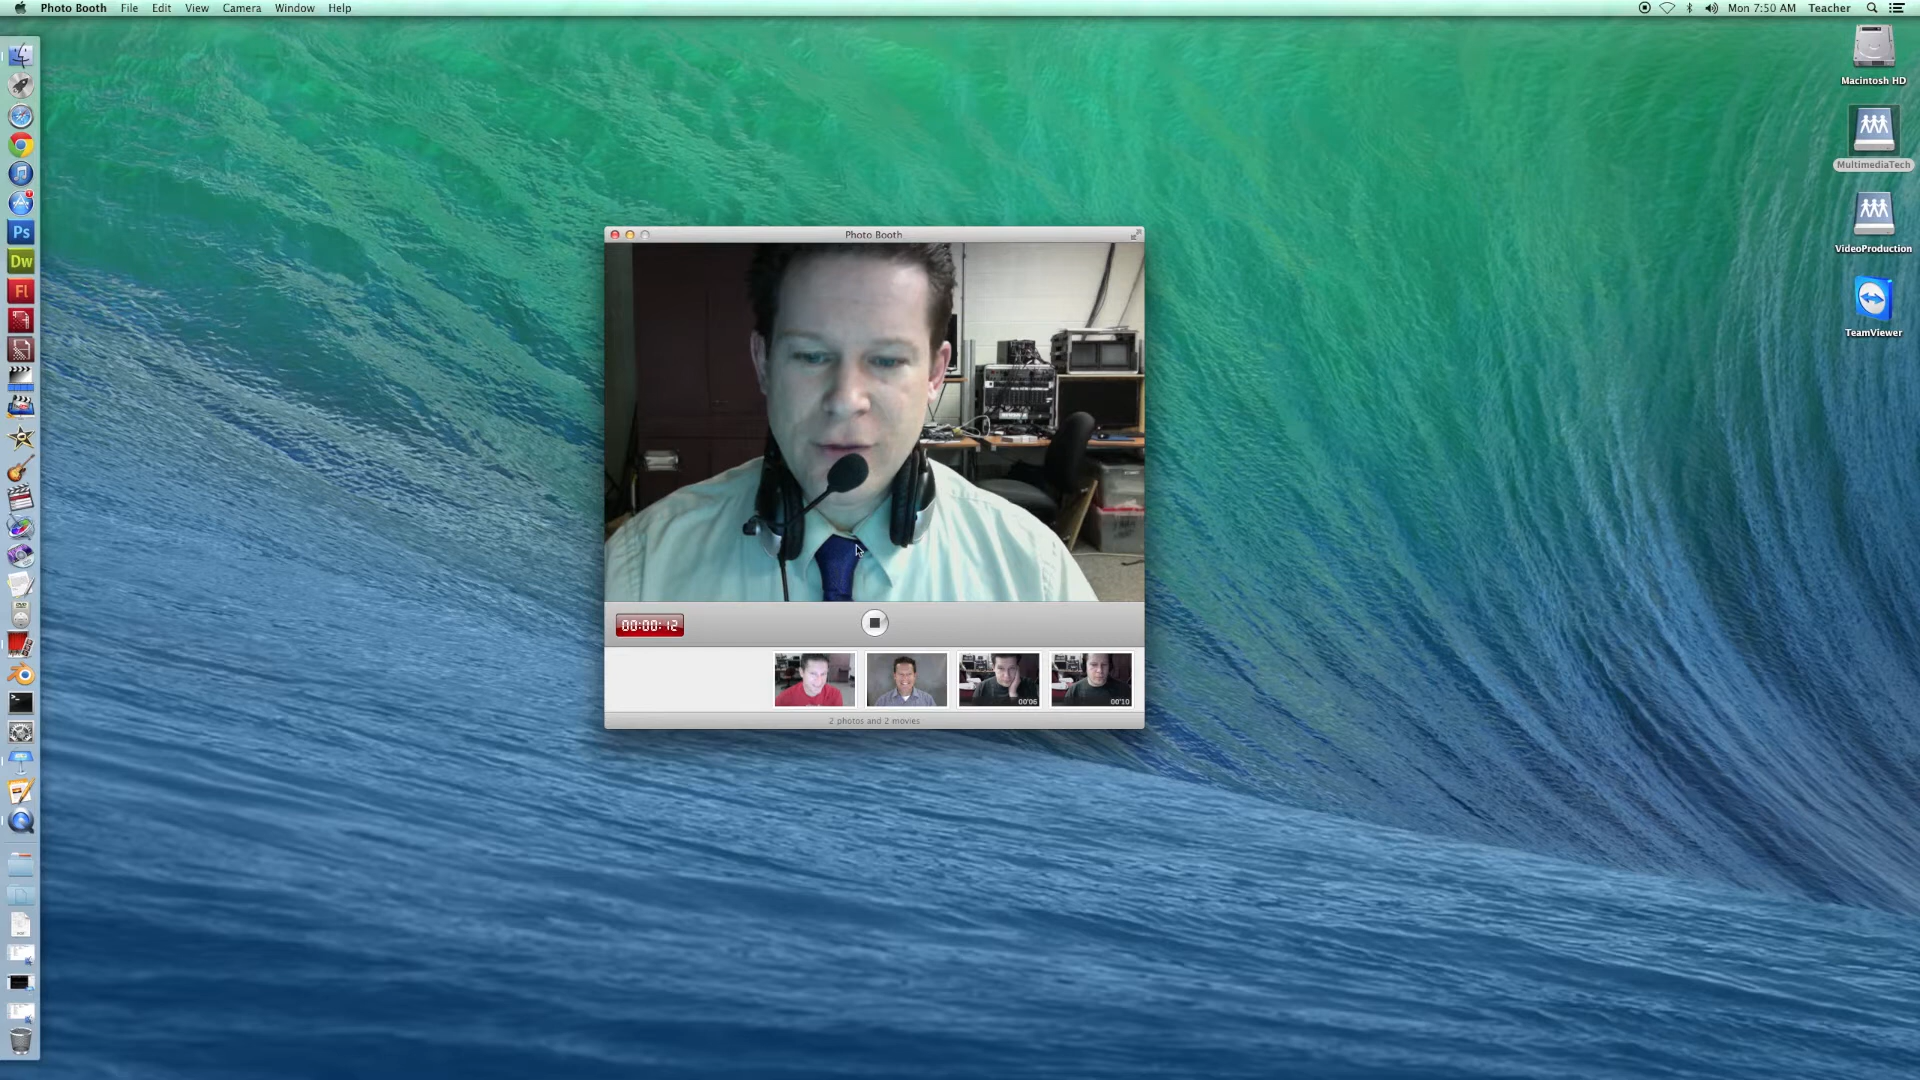 Photo Booth File Edit View Camera Window Help Mon 7:50 AM Teacher
Macintosh HD
MultimediaTech
VideoProduction
TeamViewer
Ps
Dw
Fl
Photo Booth
00:00:12
00'06 00'10
2 photos and 2 movies